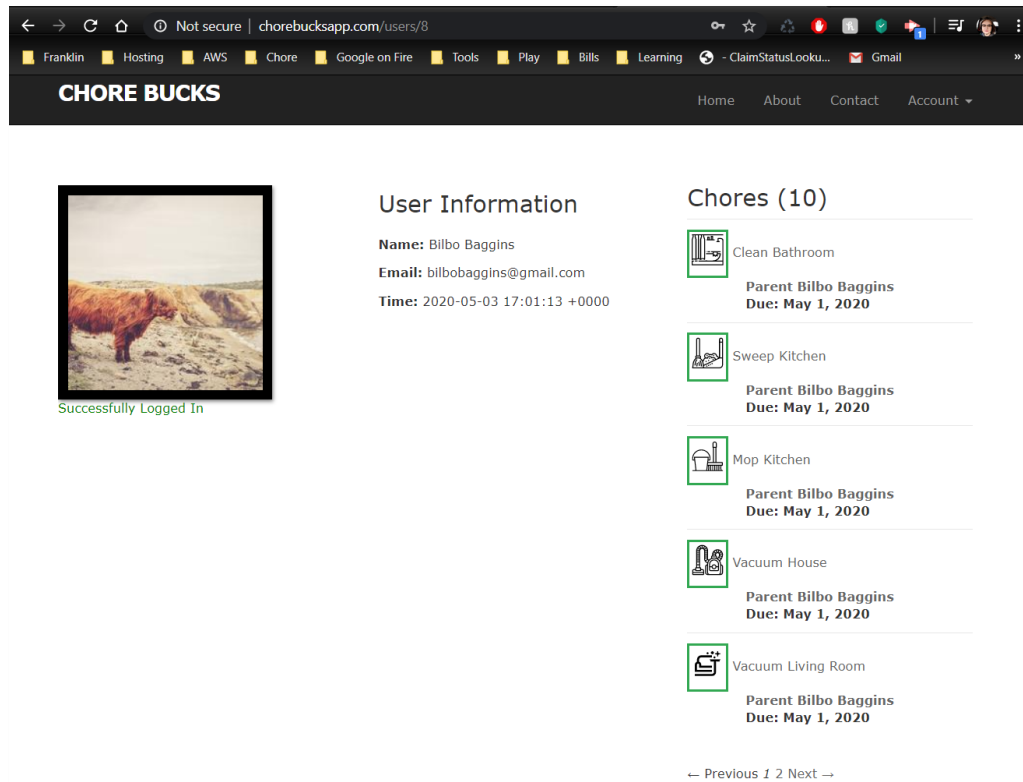 Not secure | chorebucksapp.com/users/8
Franklin Hosting AWS Chore Google on Fire Tools Play Bills Learning - ClaimStatusLooku... Gmail »
1
CHORE BUCKS
Home About Contact Account
Successfully Logged In
User Information
Name: Bilbo Baggins
Email: bilbobaggins@gmail.com
Time: 2020-05-03 17:01:13 +0000
Chores (10)
Clean Bathroom
Parent Bilbo Baggins
Due: May 1, 2020
Sweep Kitchen
Parent Bilbo Baggins
Due: May 1, 2020
Mop Kitchen
Parent Bilbo Baggins
Due: May 1, 2020
Vacuum House
Parent Bilbo Baggins
Due: May 1, 2020
Vacuum Living Room
Parent Bilbo Baggins
Due: May 1, 2020
← Previous 1 2 Next →